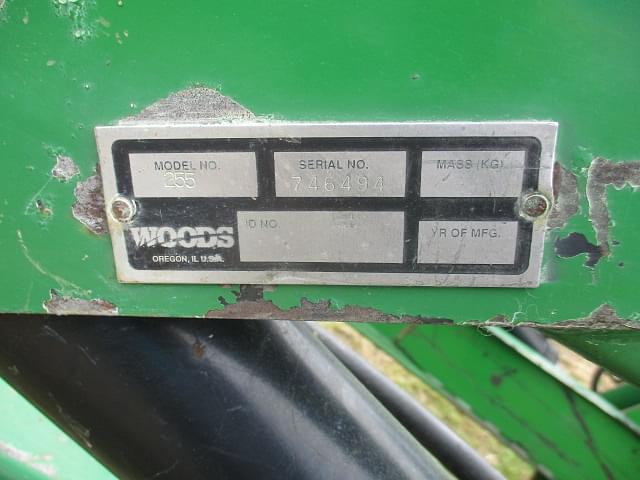 MODEL NO.
255
SERIAL NO.
746494
MASS (KG)
WOODS
OREGON, IL U.S.A.
ID NO.
YR OF MFG.